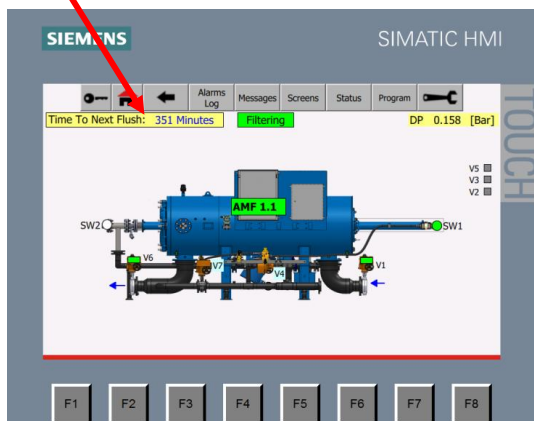 SIEMENS
SIMATIC HMI
TOUCH
Alarms Log
Messages
Screens
Status
Program
Time To Next Flush: 351 Minutes
Filtering
DP 0.158 [Bar]
V5
V3
V2
AMF 1.1
SW2
SW1
V6
V7
V4
V1
F1
F2
F3
F4
F5
F6
F7
F8